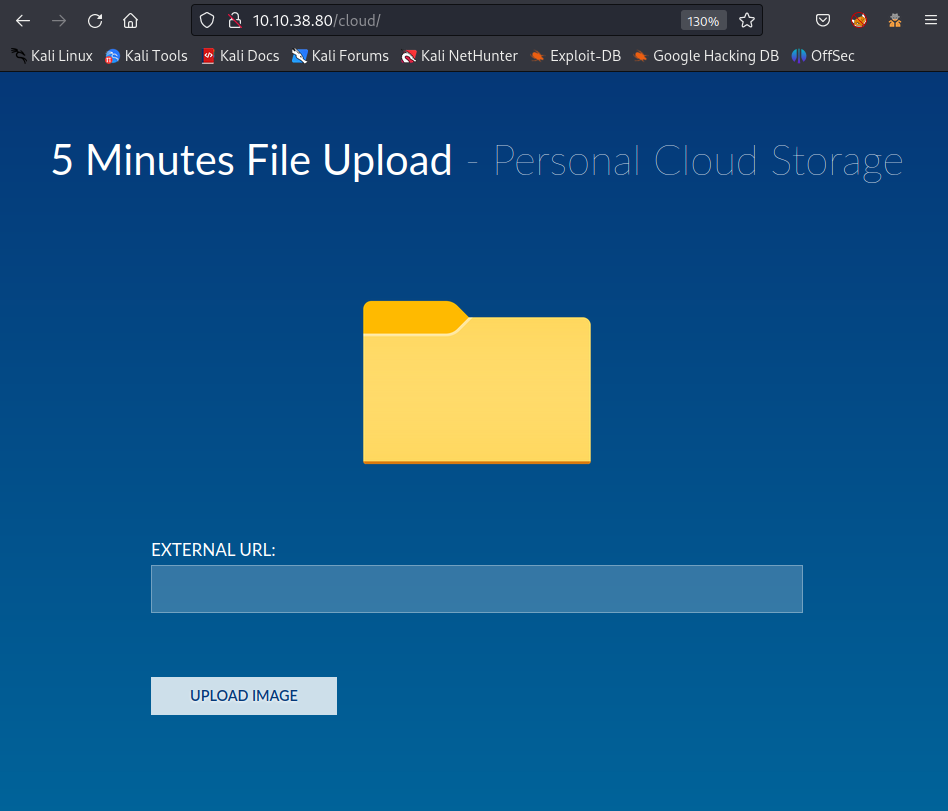 10.10.38.80/cloud/
130%
Kali Linux Kali Tools Kali Docs Kali Forums Kali NetHunter Exploit-DB Google Hacking DB OffSec
5 Minutes File Upload - Personal Cloud Storage
EXTERNAL URL:
UPLOAD IMAGE